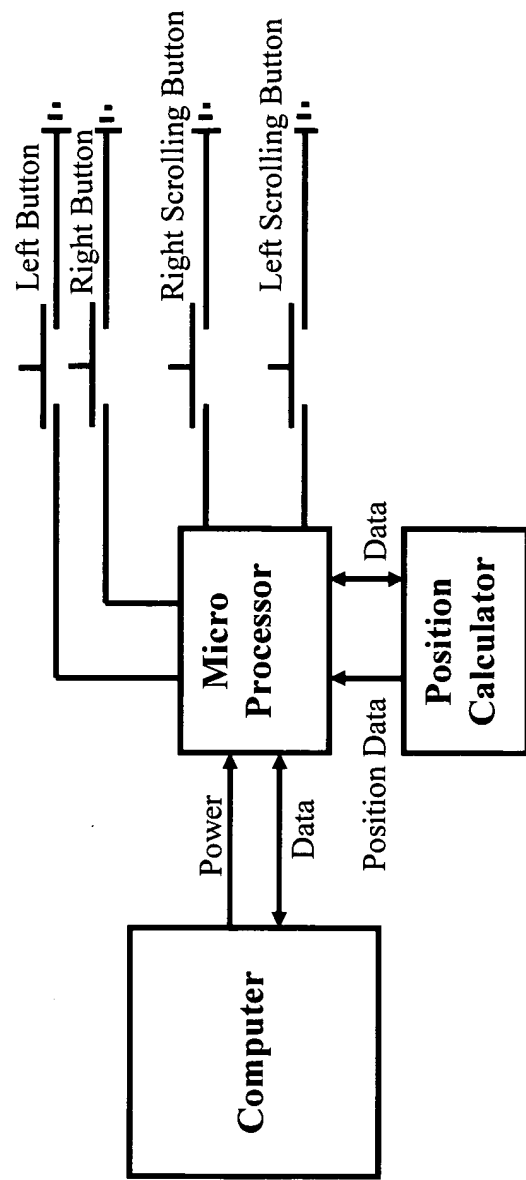 Left Button
Right Button
Right Scrolling Button
Left Scrolling Button
Computer
Power
Data
Micro
Processor
Position Data
Data
Position
Calculator